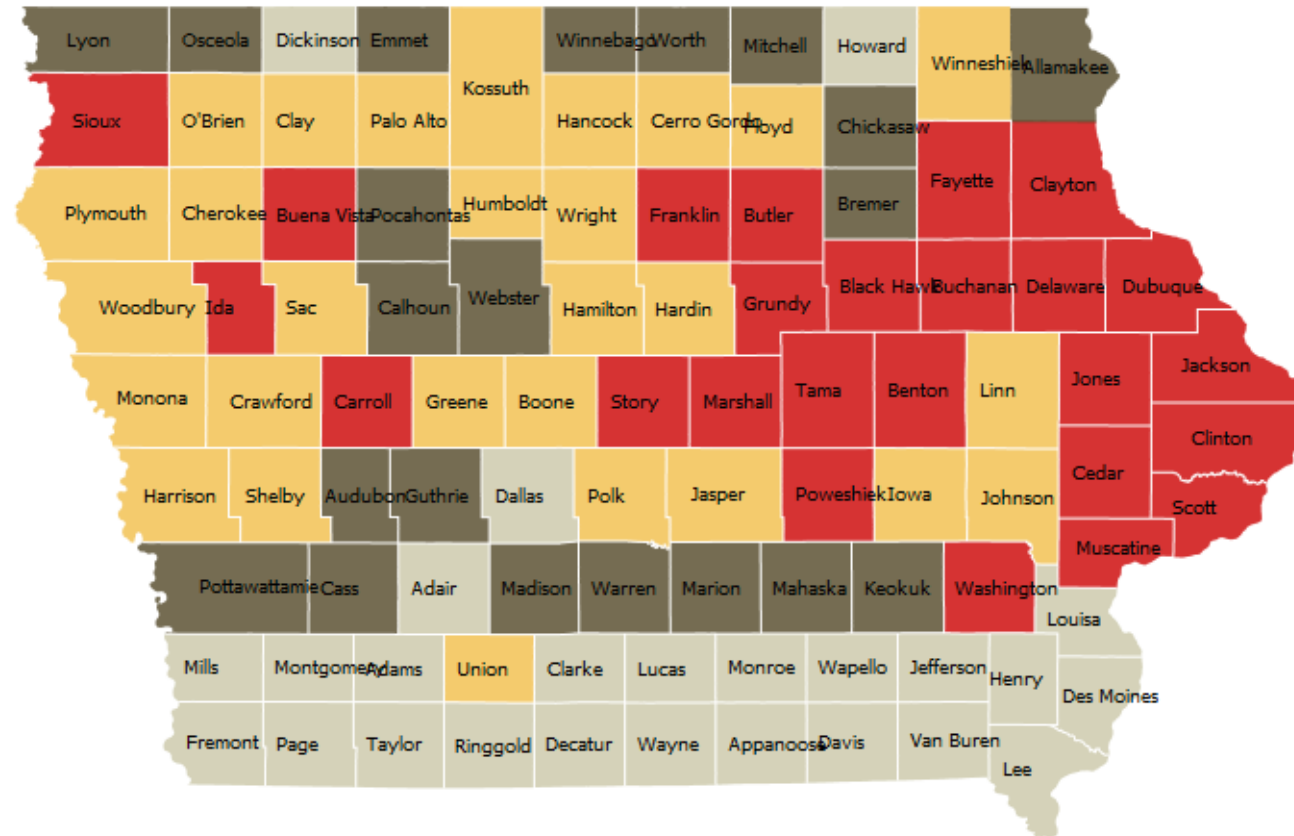 Lyon
Osceola
Dickinson
Emmet
Winnebago
Worth
Mitchell
Howard
Winneshiek
Allamakee
Kossuth
Sioux
O'Brien
Clay
Palo Alto
Hancock
Cerro Gordo
Floyd
Chickasaw
Fayette
Clayton
Plymouth
Cherokee
Buena Vista
Pocahontas
Humboldt
Wright
Franklin
Butler
Bremer
Woodbury
Ida
Sac
Calhoun
Webster
Hamilton
Hardin
Grundy
Black Hawk
Buchanan
Delaware
Dubuque
Monona
Crawford
Carroll
Greene
Boone
Story
Marshall
Tama
Benton
Linn
Jones
Jackson
Clinton
Harrison
Shelby
Audubon
Guthrie
Dallas
Polk
Jasper
Poweshiek
Iowa
Johnson
Cedar
Scott
Muscatine
Pottawattamie
Cass
Adair
Madison
Warren
Marion
Mahaska
Keokuk
Washington
Louisa
Mills
Montgomery
Adams
Union
Clarke
Lucas
Monroe
Wapello
Jefferson
Henry
Des Moines
Fremont
Page
Taylor
Ringgold
Decatur
Wayne
Appanoose
Davis
Van Buren
Lee